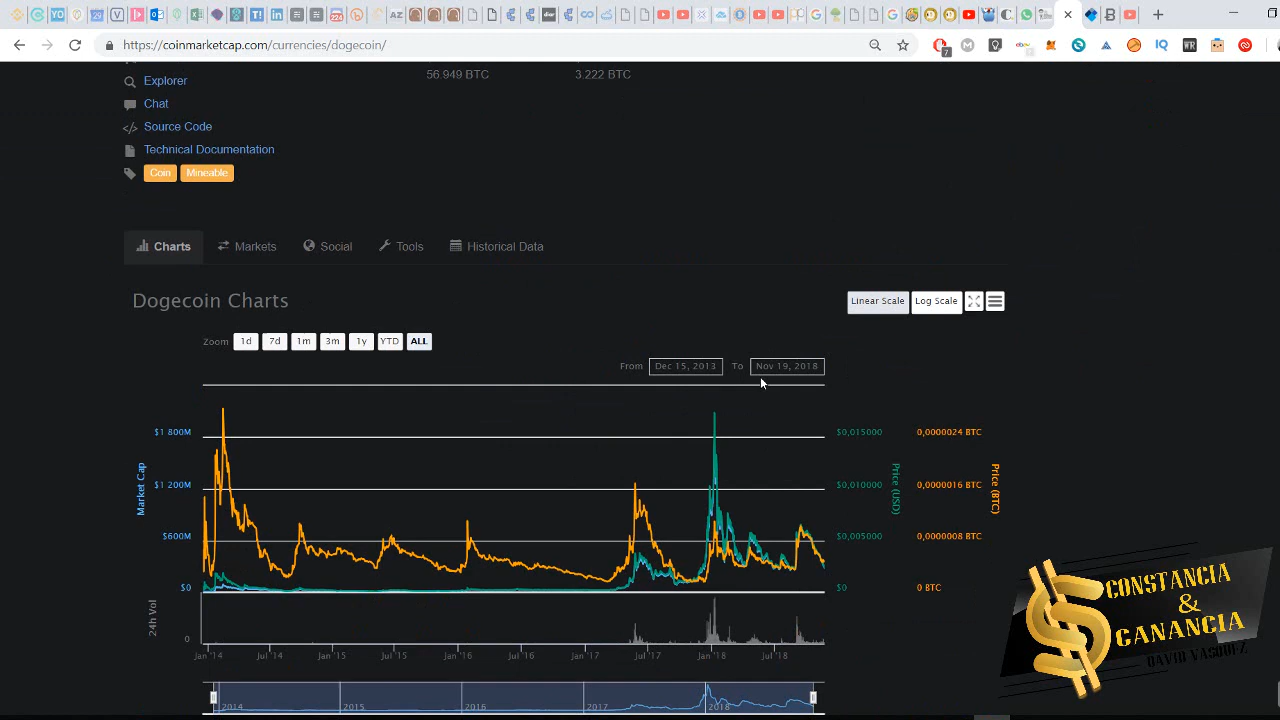 https://coinmarketcap.com/currencies/dogecoin/
7
Explorer
56.949 BTC
3.222 BTC
Chat
Source Code
Technical Documentation
Coin
Mineable
Charts
Markets
Social
Tools
Historical Data
Dogecoin Charts
Linear Scale
Log Scale
Zoom
1d
7d
1m
3m
1y
YTD
ALL
From
Dec 15, 2013
To
Nov 19, 2018
$1 800M
$0,015000
0,0000024 BTC
Market Cap
$1 200M
$0,010000
0,0000016 BTC
Price (USD)
Price (BTC)
$600M
$0,005000
0,0000008 BTC
$0
$0
0 BTC
24h Vol
0
Jan '14
Jul '14
Jan '15
Jul '15
Jan '16
Jul '16
Jan '17
Jul '17
Jan '18
Jul '18
2014
2015
2016
2017
2018
CONSTANCIA
&
GANANCIA
DAVID VASQUEZ